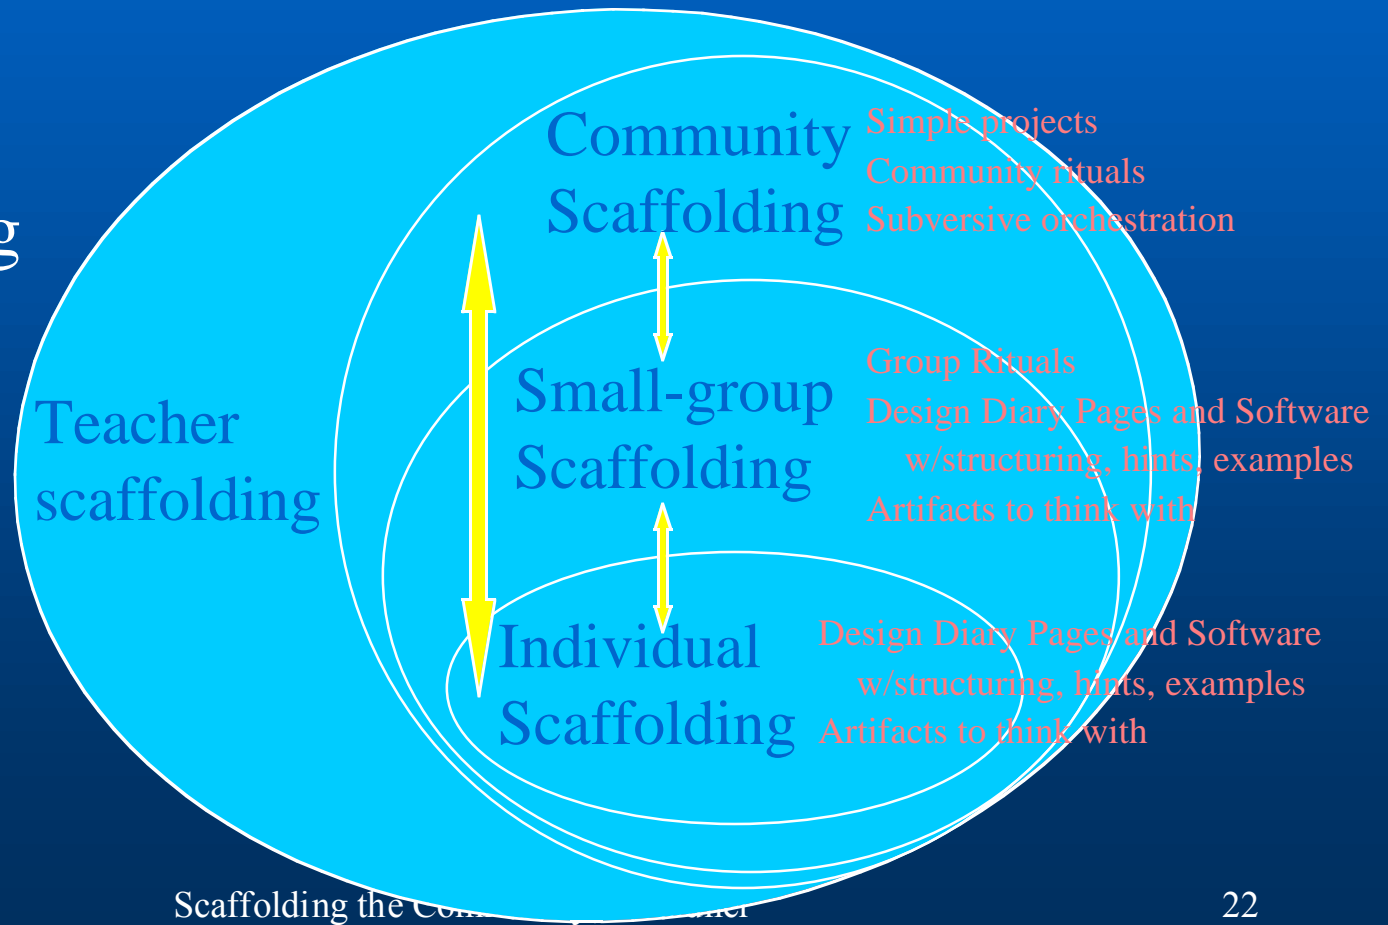 g
Community
Scaffolding
Simple projects
Community rituals
Subversive orchestration
Teacher
scaffolding
Small-group
Scaffolding
Group Rituals
Design Diary Pages and Software
w/structuring, hints, examples
Artifacts to think with
Individual
Scaffolding
Design Diary Pages and Software
w/structuring, hints, examples
Artifacts to think with
Scaffolding the
22